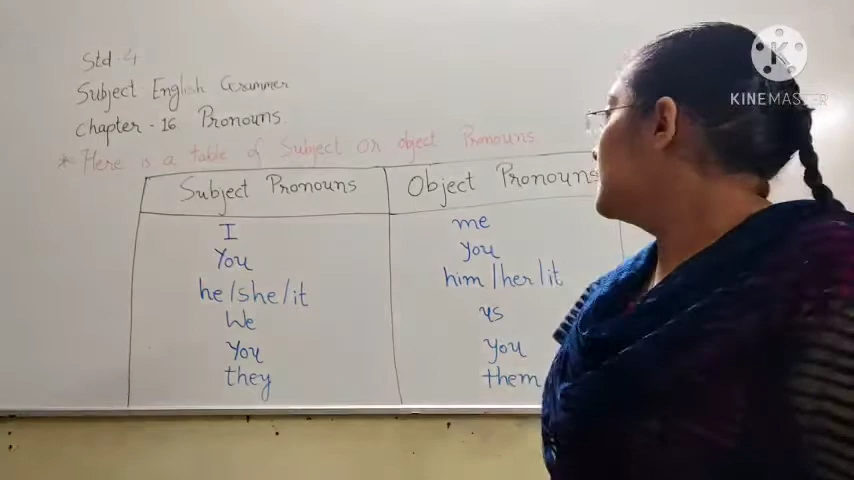 Std - 4
Subject English Grammer
Chapter - 16 Pronouns
* Here is a table of Subject or object Pronouns
Subject Pronouns Object Pronouns
I me
You you
he/she/it him/her/it
We us
You you
they them
K
KINEMASTER